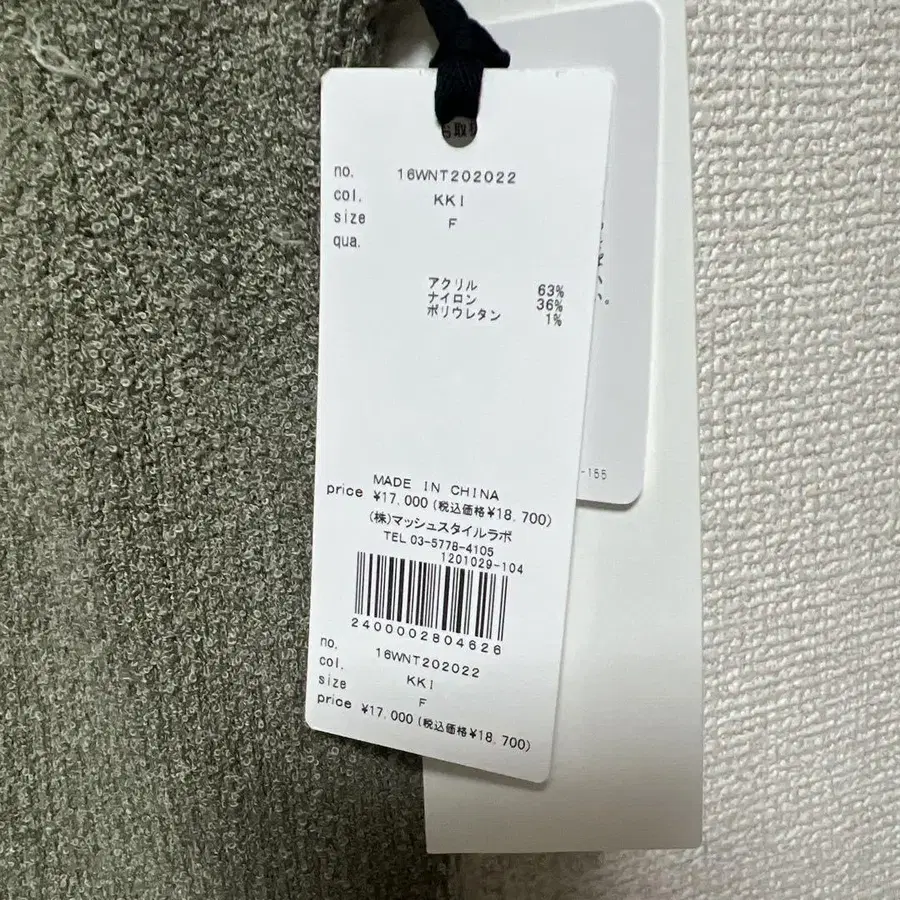 no. 16WNT202022
col. KKI
size F
qua.
アクリル 63%
ナイロン 36%
ポリウレタン 1%
MADE IN CHINA
price ¥17,000 (税込価格¥18,700)
(株)マッシュスタイルラボ
TEL 03-5778-4105
1201029-104
2400002804626
no. 16WNT202022
col. KKI
size F
price ¥17,000 (税込価格¥18,700)
-155